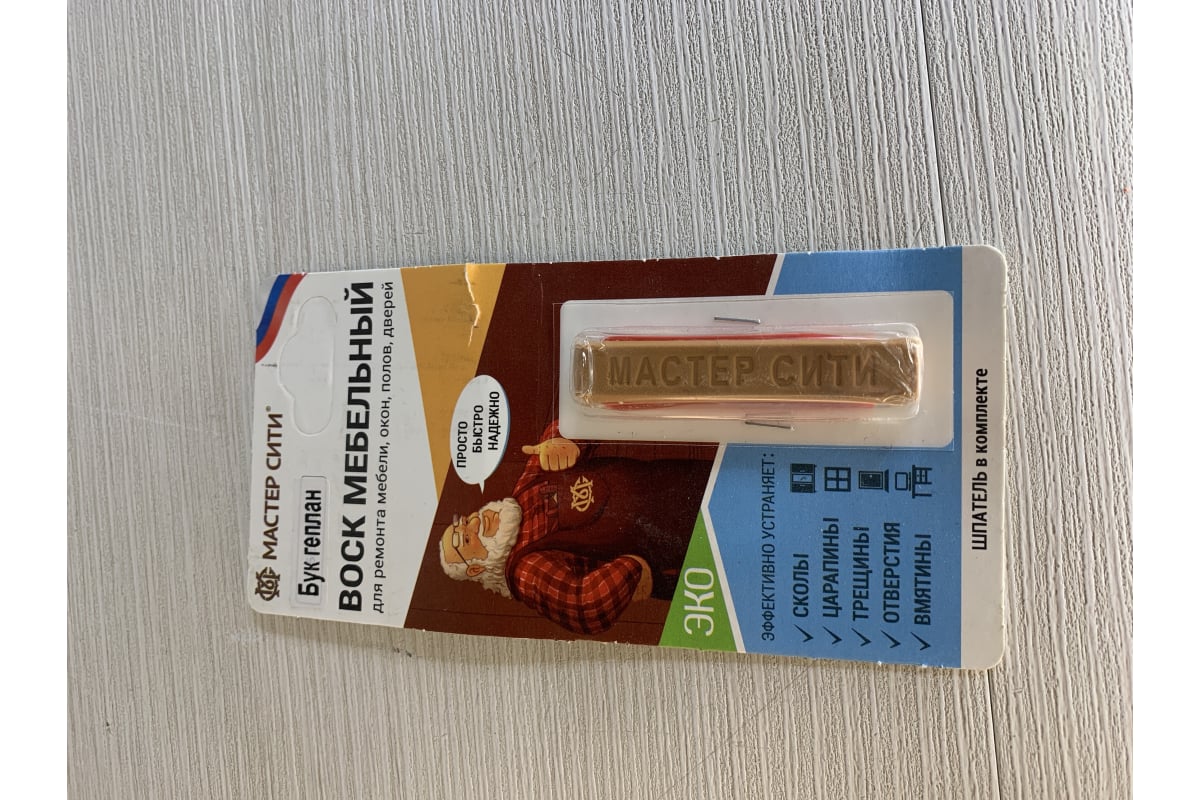 МАСТЕР СИТИ®
Бук геплан
ВОСК МЕБЕЛЬНЫЙ
для ремонта мебели, окон, полов, дверей
ПРОСТО
БЫСТРО
НАДЕЖНО
МАСТЕР СИТИ
ЭКО
ЭФФЕКТИВНО УСТРАНЯЕТ:
✓ СКОЛЫ
✓ ЦАРАПИНЫ
✓ ТРЕЩИНЫ
✓ ОТВЕРСТИЯ
✓ ВМЯТИНЫ
ШПАТЕЛЬ В КОМПЛЕКТЕ